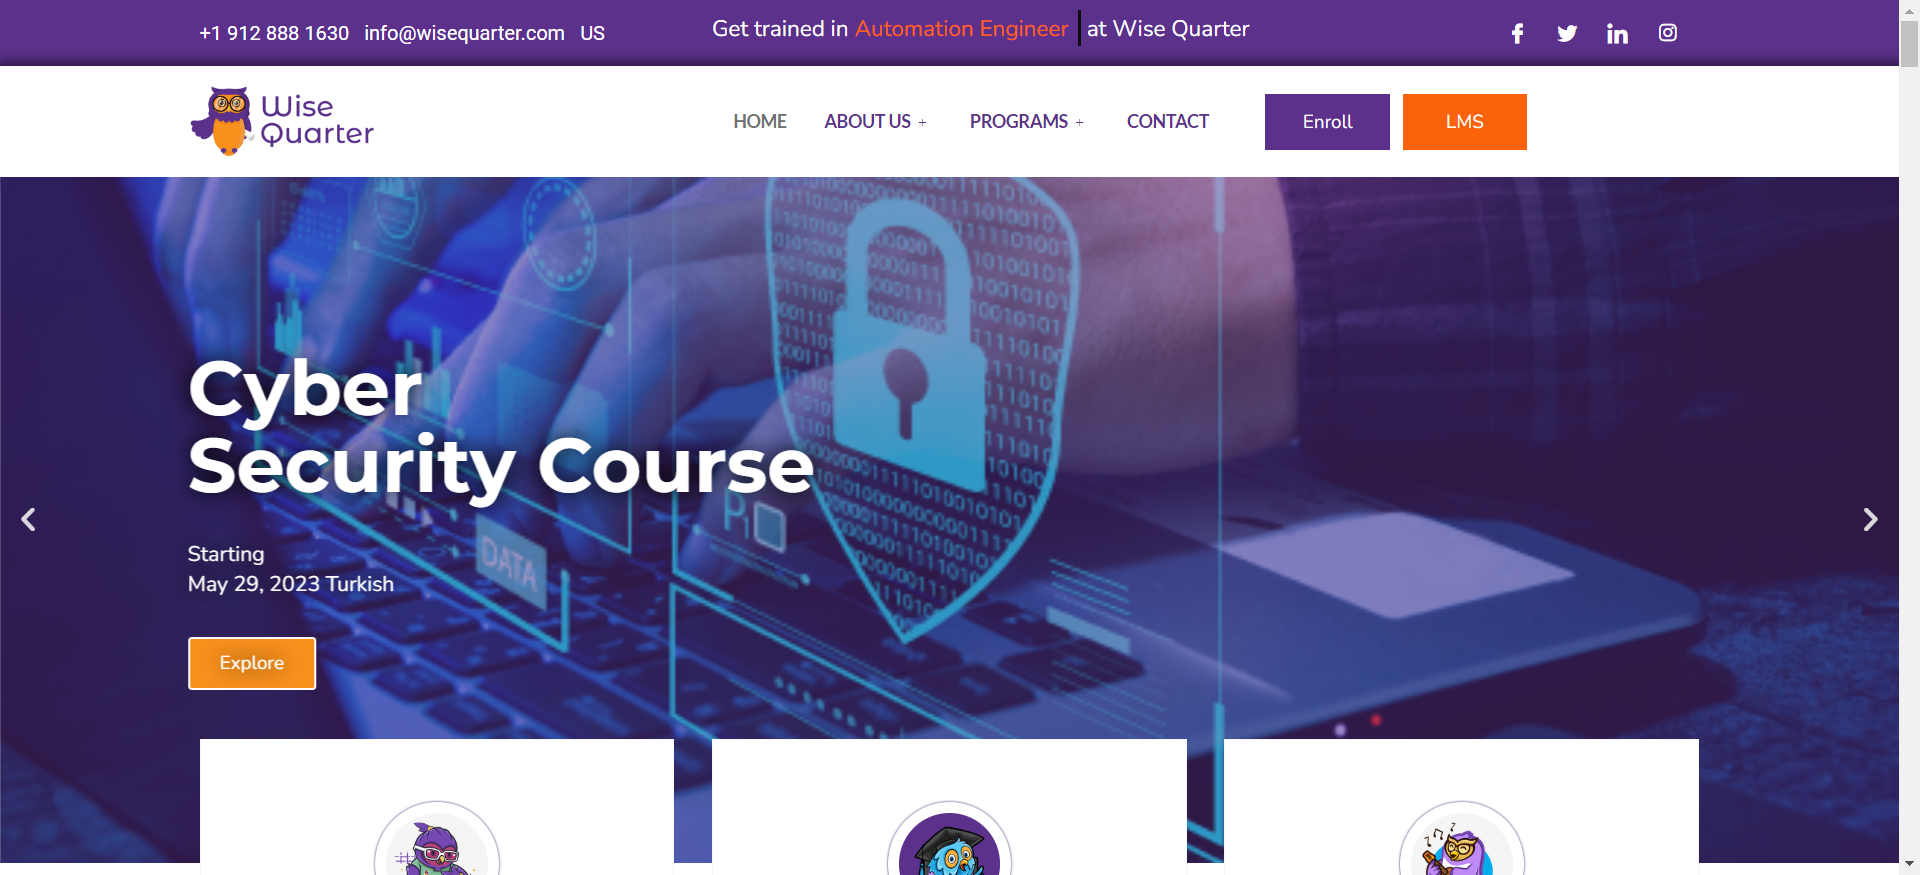 +1 912 888 1630 info@wisequarter.com US
Get trained in Automation Engineer at Wise Quarter
Wise
Quarter
HOME ABOUT US + PROGRAMS + CONTACT
Enroll
LMS
Cyber
Security Course
Starting
May 29, 2023 Turkish
Explore
DATA
P1